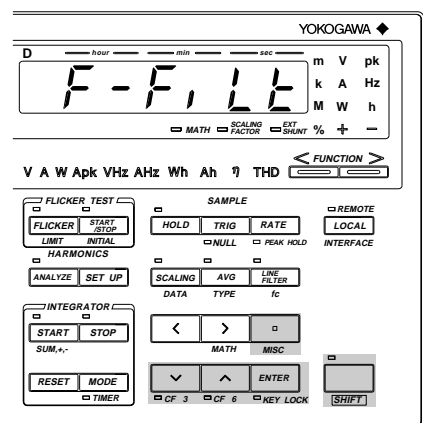 YOKOGAWA ◆
D hour min sec
m V pk
F-FiLt
k A Hz
M W h
MATH SCALING FACTOR EXT SHUNT % + −
V A W Apk VHz AHz Wh Ah η THD < FUNCTION >
FLICKER TEST
FLICKER START/STOP
LIMIT INITIAL
HARMONICS
ANALYZE SET UP
INTEGRATOR
START STOP
SUM,+,-
RESET MODE
TIMER
SAMPLE
HOLD TRIG RATE
NULL PEAK HOLD
SCALING AVG LINE FILTER
DATA TYPE fc
< >
MATH MISC
ENTER
CF 3 CF 6 KEY LOCK
REMOTE
LOCAL
INTERFACE
SHIFT